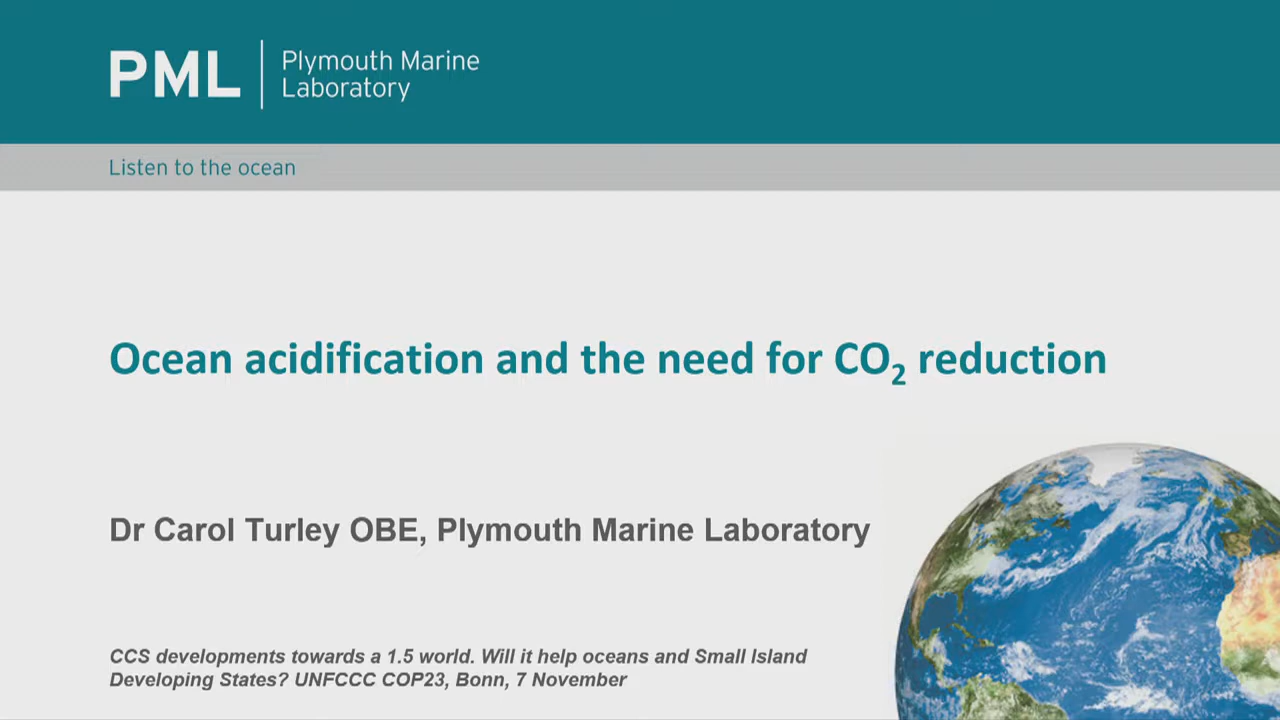 PML
Plymouth Marine
Laboratory
Listen to the ocean
Ocean acidification and the need for CO₂ reduction
Dr Carol Turley OBE, Plymouth Marine Laboratory
CCS developments towards a 1.5 world. Will it help oceans and Small Island
Developing States? UNFCCC COP23, Bonn, 7 November